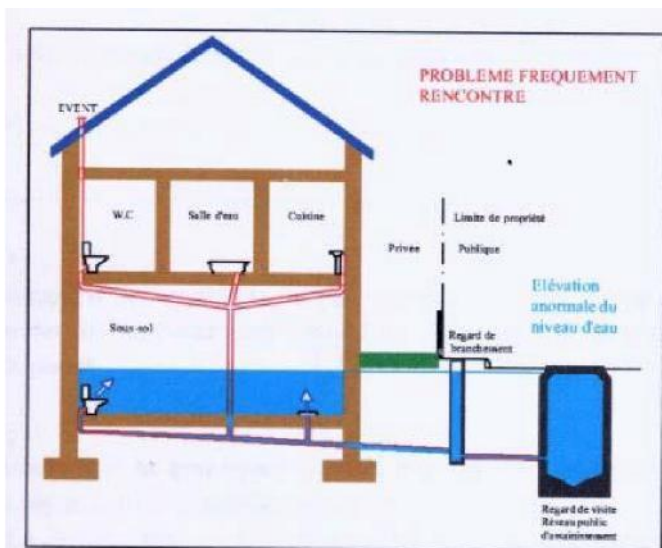 PROBLEME FREQUEMENT
RENCONTRE
EVENT
W.C
Salle d'eau
Cuisine
Limite de propriété
Privée
Publique
Elévation
anormale du
niveau d'eau
Sous-sol
Regard de
branchement
Regard de visite
Réseau public
d'assainissement